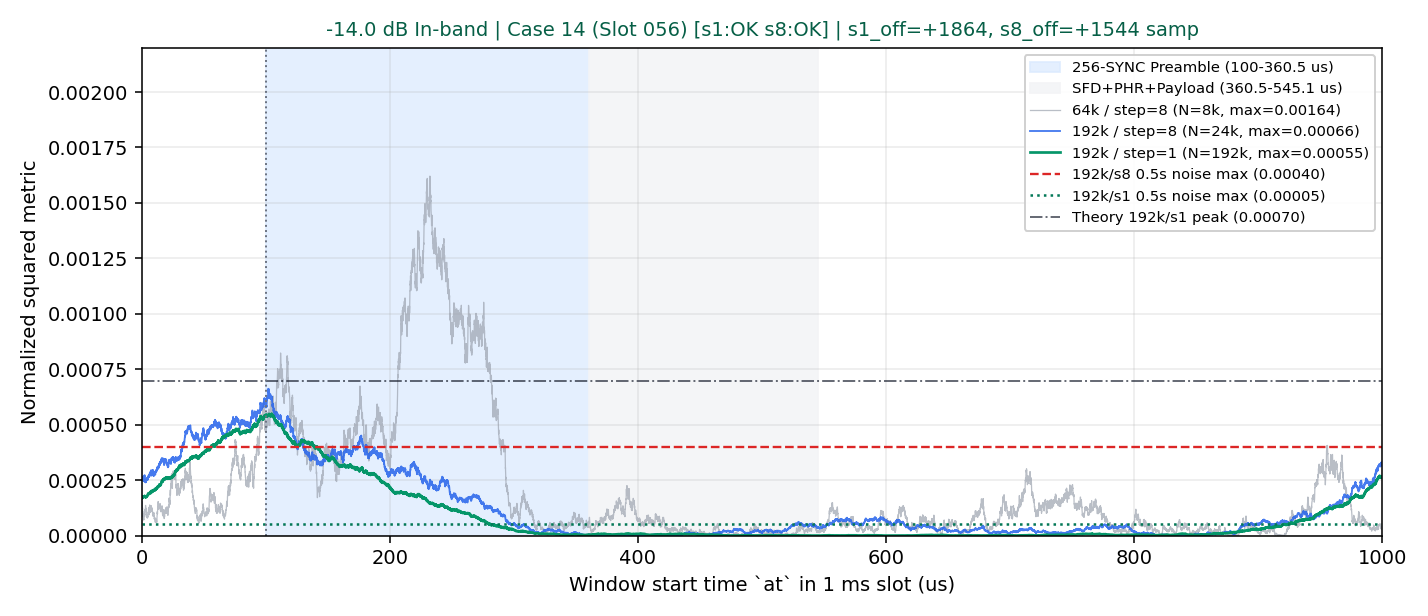 -14.0 dB In-band | Case 14 (Slot 056) [s1:OK s8:OK] | s1_off=+1864, s8_off=+1544 samp
Normalized squared metric
0.00200
0.00175
0.00150
0.00125
0.00100
0.00075
0.00050
0.00025
0.00000
256-SYNC Preamble (100-360.5 us)
SFD+PHR+Payload (360.5-545.1 us)
64k / step=8 (N=8k, max=0.00164)
192k / step=8 (N=24k, max=0.00066)
192k / step=1 (N=192k, max=0.00055)
192k/s8 0.5s noise max (0.00040)
192k/s1 0.5s noise max (0.00005)
Theory 192k/s1 peak (0.00070)
0 200 400 600 800 1000
Window start time `at` in 1 ms slot (us)